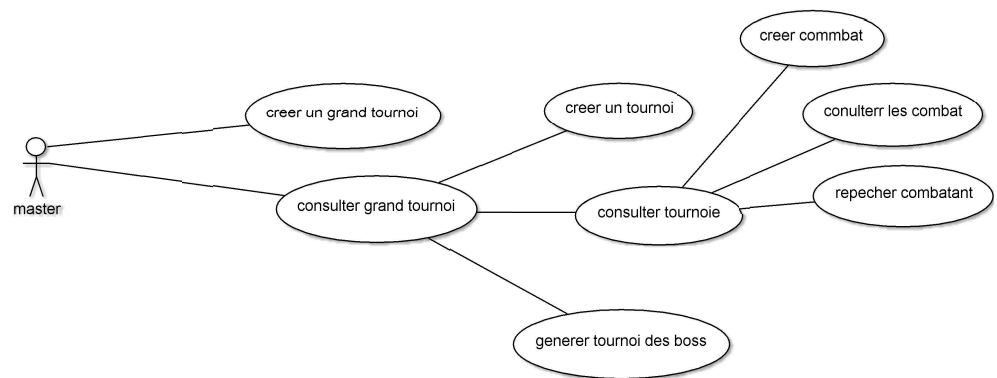 creer commbat
creer un grand tournoi
creer un tournoi
conulterr les combat
master
consulter grand tournoi
consulter tournoie
repecher combatant
generer tournoi des boss